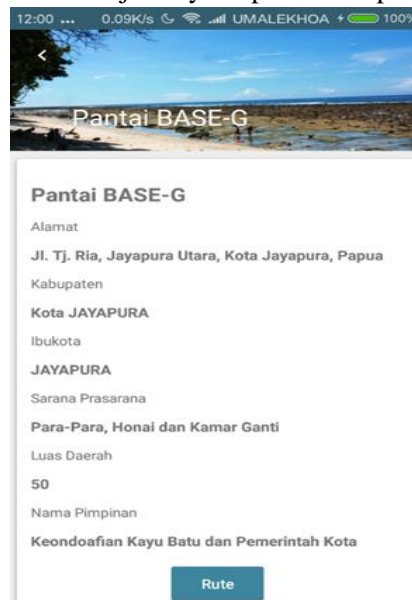 12:00 ... 0.09K/s UMALEKHOA 100%
Pantai BASE-G
Pantai BASE-G
Alamat
Jl. Tj. Ria, Jayapura Utara, Kota Jayapura, Papua
Kabupaten
Kota JAYAPURA
Ibukota
JAYAPURA
Sarana Prasarana
Para-Para, Honai dan Kamar Ganti
Luas Daerah
50
Nama Pimpinan
Keondoafian Kayu Batu dan Pemerintah Kota
Rute